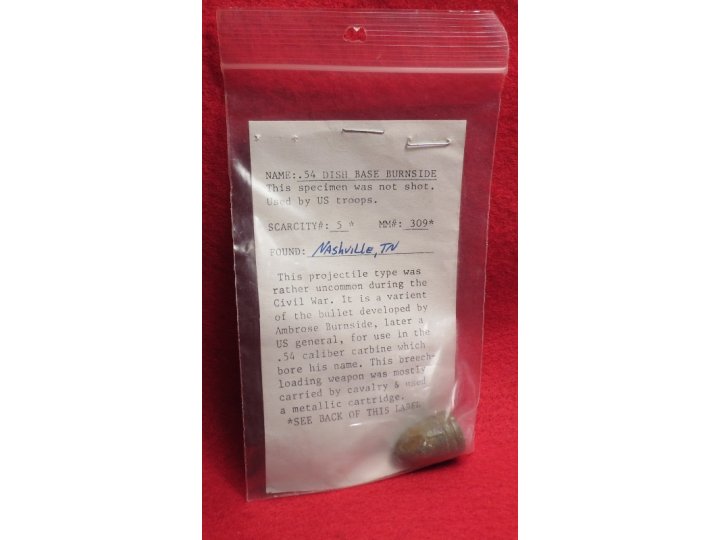 NAME: .54 DISH BASE BURNSIDE
This specimen was not shot.
Used by US troops.
SCARCITY#: 5 * MM#: 309*
FOUND: NAShVILLE, TN
This projectile type was
rather uncommon during the
Civil War. It is a varient
of the bullet developed by
Ambrose Burnside, later a
US general, for use in the
.54 caliber carbine which
bore his name. This breech-
loading weapon was mostly
carried by cavalry & used
a metallic cartridge.
*SEE BACK OF THIS LABEL